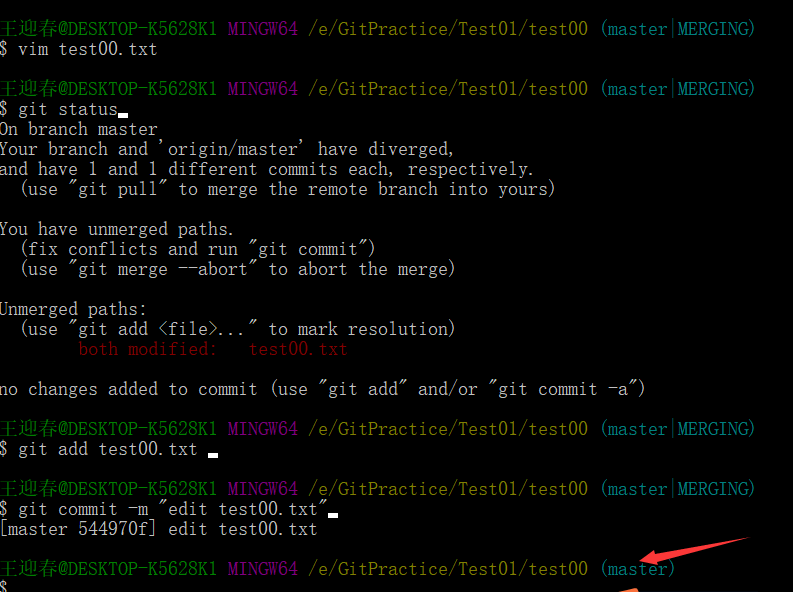 王迎春@DESKTOP-K5628K1 MINGW64 /e/GitPractice/Test01/test00 (master|MERGING)
$ vim test00.txt
王迎春@DESKTOP-K5628K1 MINGW64 /e/GitPractice/Test01/test00 (master|MERGING)
$ git status
On branch master
Your branch and 'origin/master' have diverged,
and have 1 and 1 different commits each, respectively.
(use "git pull" to merge the remote branch into yours)
You have unmerged paths.
(fix conflicts and run "git commit")
(use "git merge --abort" to abort the merge)
Unmerged paths:
(use "git add <file>..." to mark resolution)
both modified: test00.txt
no changes added to commit (use "git add" and/or "git commit -a")
王迎春@DESKTOP-K5628K1 MINGW64 /e/GitPractice/Test01/test00 (master|MERGING)
$ git add test00.txt
王迎春@DESKTOP-K5628K1 MINGW64 /e/GitPractice/Test01/test00 (master|MERGING)
$ git commit -m "edit test00.txt"
[master 544970f] edit test00.txt
王迎春@DESKTOP-K5628K1 MINGW64 /e/GitPractice/Test01/test00 (master)
$